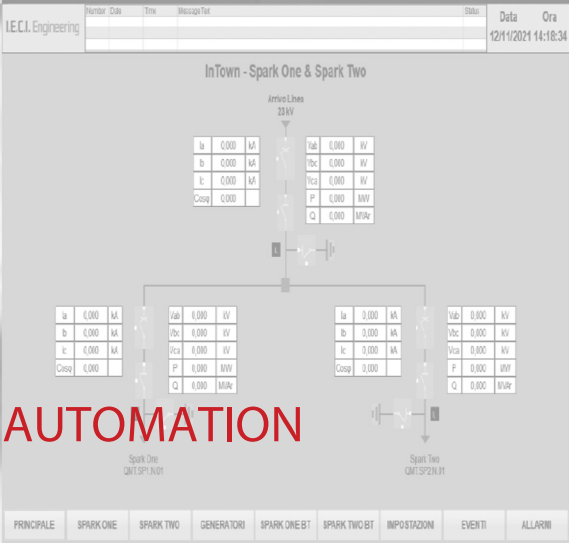 I.E.C.I. Engineering
Number Date Time Message Text Status
Data Ora
12/11/2021 14:18:34
InTown - Spark One & Spark Two
Arrivo Linea
23 kV
Ia 0,000 kA Vab 0,000 kV
Ib 0,000 kA Vbc 0,000 kV
Ic 0,000 kA Vca 0,000 kV
Cosφ 0,000 P 0,000 MW
Q 0,000 MVAr
L
Ia 0,000 kA Vab 0,000 kV Ia 0,000 kA Vab 0,000 kV
Ib 0,000 kA Vbc 0,000 kV Ib 0,000 kA Vbc 0,000 kV
Ic 0,000 kA Vca 0,000 kV Ic 0,000 kA Vca 0,000 kV
Cosφ 0,000 P 0,000 MW Cosφ 0,000 P 0,000 MW
Q 0,000 MVAr Q 0,000 MVAr
AUTOMATION
Spark One Spark Two
QMT.SP1.N.01 QMT.SP2.N.01
PRINCIPALE SPARK ONE SPARK TWO GENERATORI SPARK ONE BT SPARK TWO BT IMPOSTAZIONI EVENTI ALLARMI